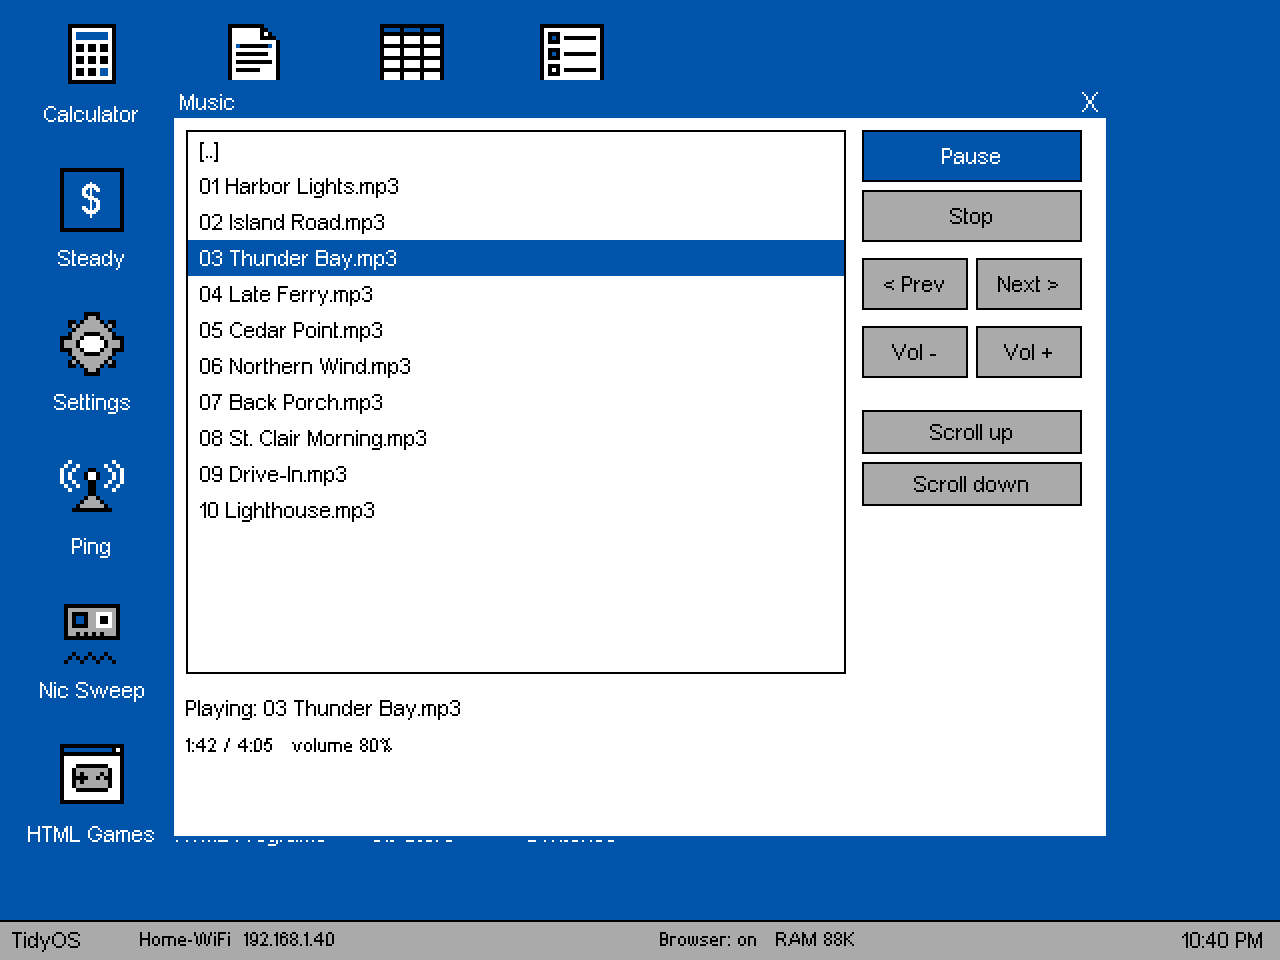 Calculator
Music X
[..]
01 Harbor Lights.mp3
02 Island Road.mp3
03 Thunder Bay.mp3
04 Late Ferry.mp3
05 Cedar Point.mp3
06 Northern Wind.mp3
07 Back Porch.mp3
08 St. Clair Morning.mp3
09 Drive-In.mp3
10 Lighthouse.mp3
Pause
Stop
< Prev Next >
Vol - Vol +
Scroll up
Scroll down
Playing: 03 Thunder Bay.mp3
1:42 / 4:05 volume 80%
$
Steady
Settings
Ping
Nic Sweep
HTML Games
TidyOS Home-WiFi 192.168.1.40 Browser: on RAM 88K 10:40 PM